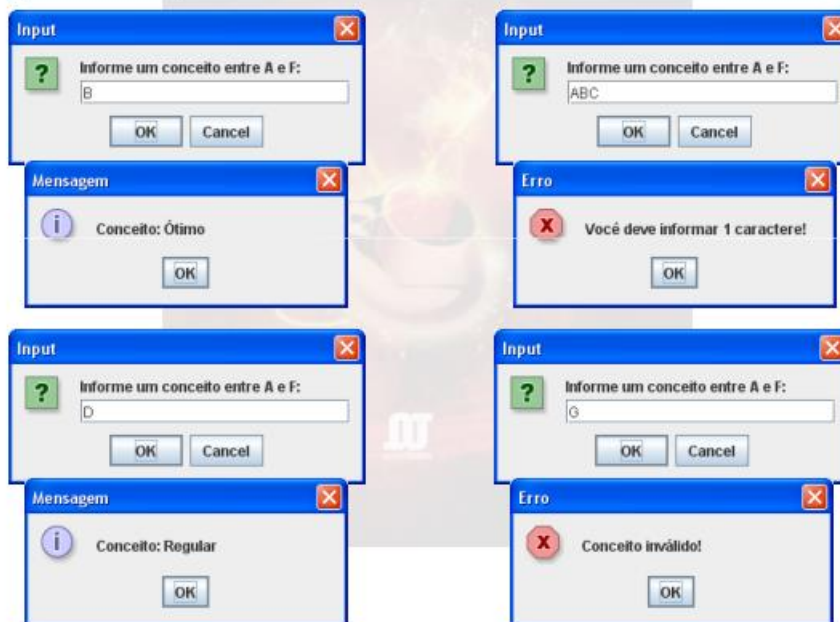 Input
Informe um conceito entre A e F:
B
OK Cancel
Mensagem
Conceito: Ótimo
OK
Input
Informe um conceito entre A e F:
ABC
OK Cancel
Erro
Você deve informar 1 caractere!
OK
Input
Informe um conceito entre A e F:
D
OK Cancel
Mensagem
Conceito: Regular
OK
Input
Informe um conceito entre A e F:
G
OK Cancel
Erro
Conceito inválido!
OK